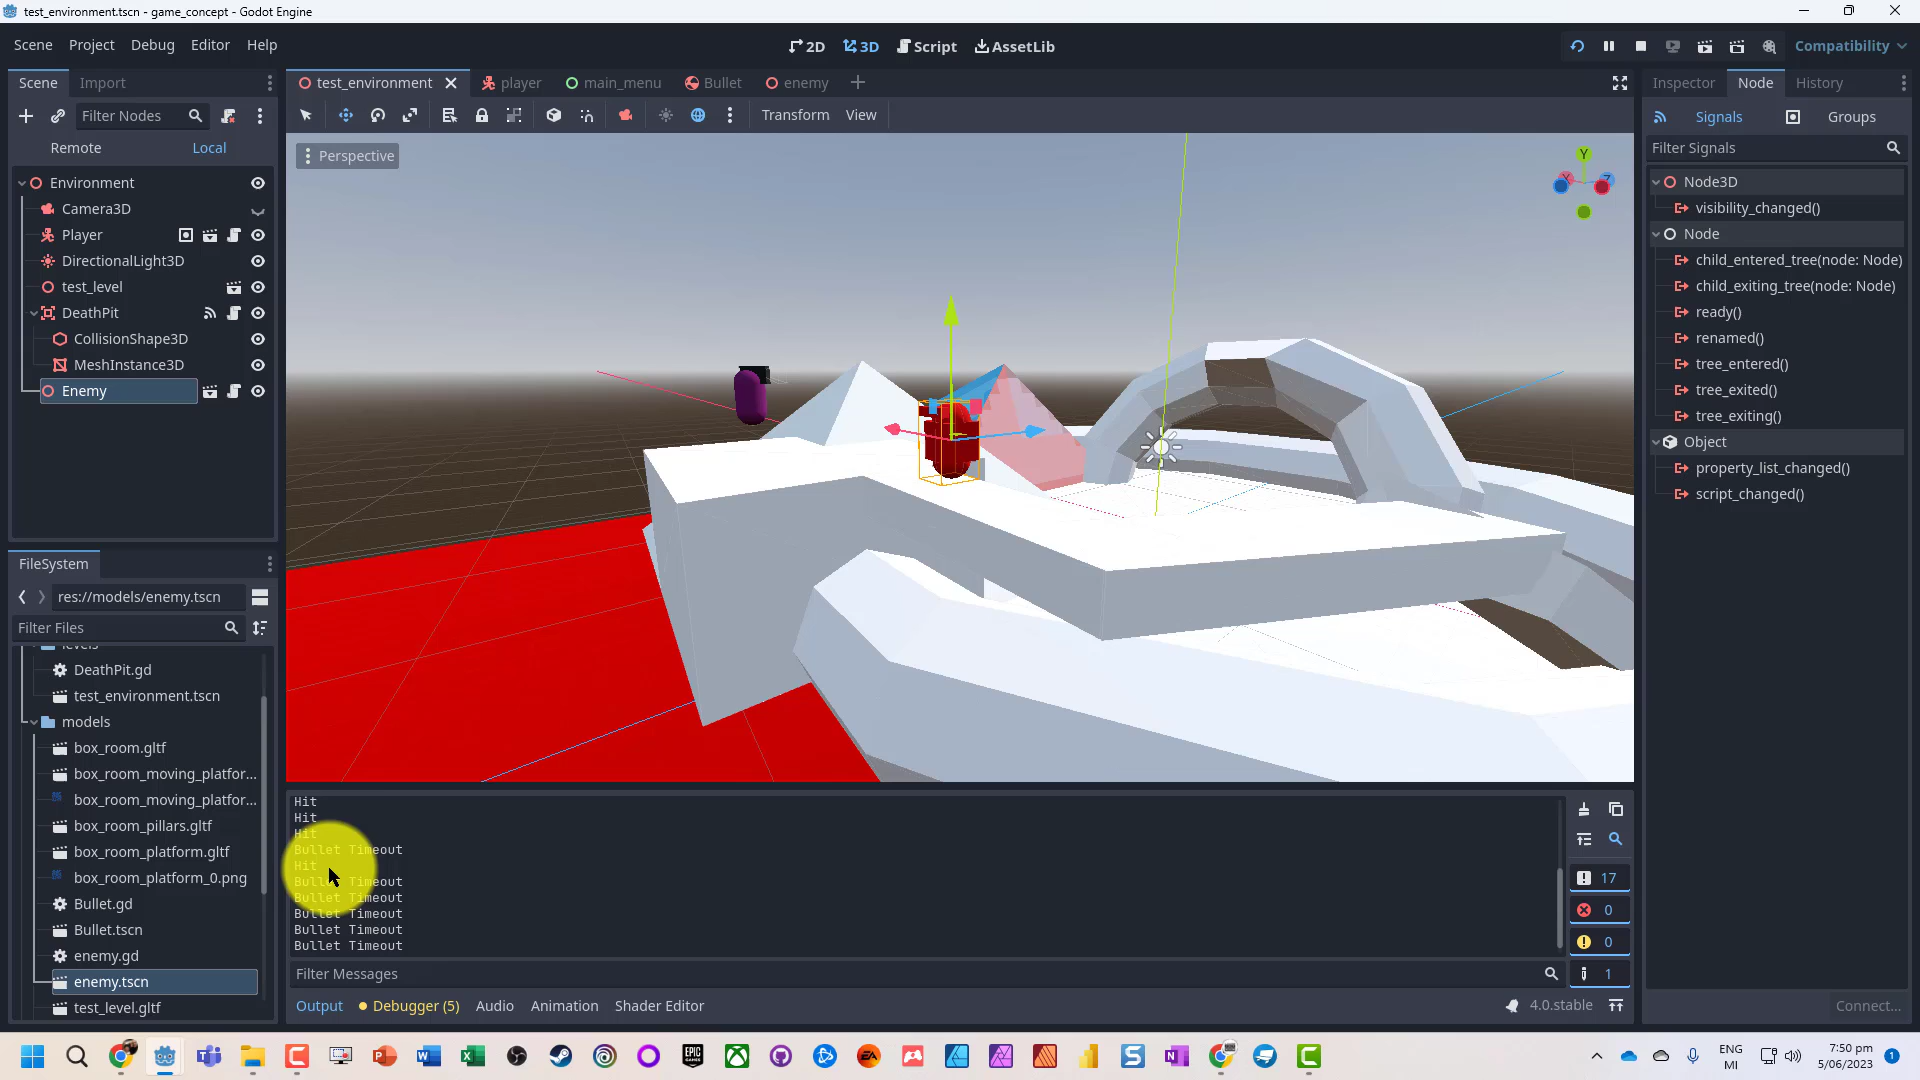 test_environment.tscn - game_concept - Godot Engine
Scene Project Debug Editor Help
2D 3D Script AssetLib
Compatibility
Scene Import
test_environment player main_menu Bullet enemy
Inspector Node History
Filter Nodes
Transform View
Signals Groups
Remote Local
Filter Signals
Perspective
Y
X
Z
Environment
Camera3D
Player
DirectionalLight3D
test_level
DeathPit
CollisionShape3D
MeshInstance3D
Enemy
Node3D
visibility_changed()
Node
child_entered_tree(node: Node)
child_exiting_tree(node: Node)
ready()
renamed()
tree_entered()
tree_exited()
tree_exiting()
Object
property_list_changed()
script_changed()
FileSystem
res://models/enemy.tscn
Filter Files
levels
DeathPit.gd
test_environment.tscn
models
box_room.gltf
box_room_moving_platfor...
box_room_moving_platfor...
box_room_pillars.gltf
box_room_platform.gltf
box_room_platform_0.png
Bullet.gd
Bullet.tscn
enemy.gd
enemy.tscn
test_level.gltf
Hit
Hit
Hit
Bullet Timeout
Hit
Bullet Timeout
Bullet Timeout
Bullet Timeout
Bullet Timeout
Bullet Timeout
17
0
0
1
Filter Messages
Output Debugger (5) Audio Animation Shader Editor
4.0.stable
Connect...
EPIC GAMES
EA
ENG
MI
7:50 pm
5/06/2023
1